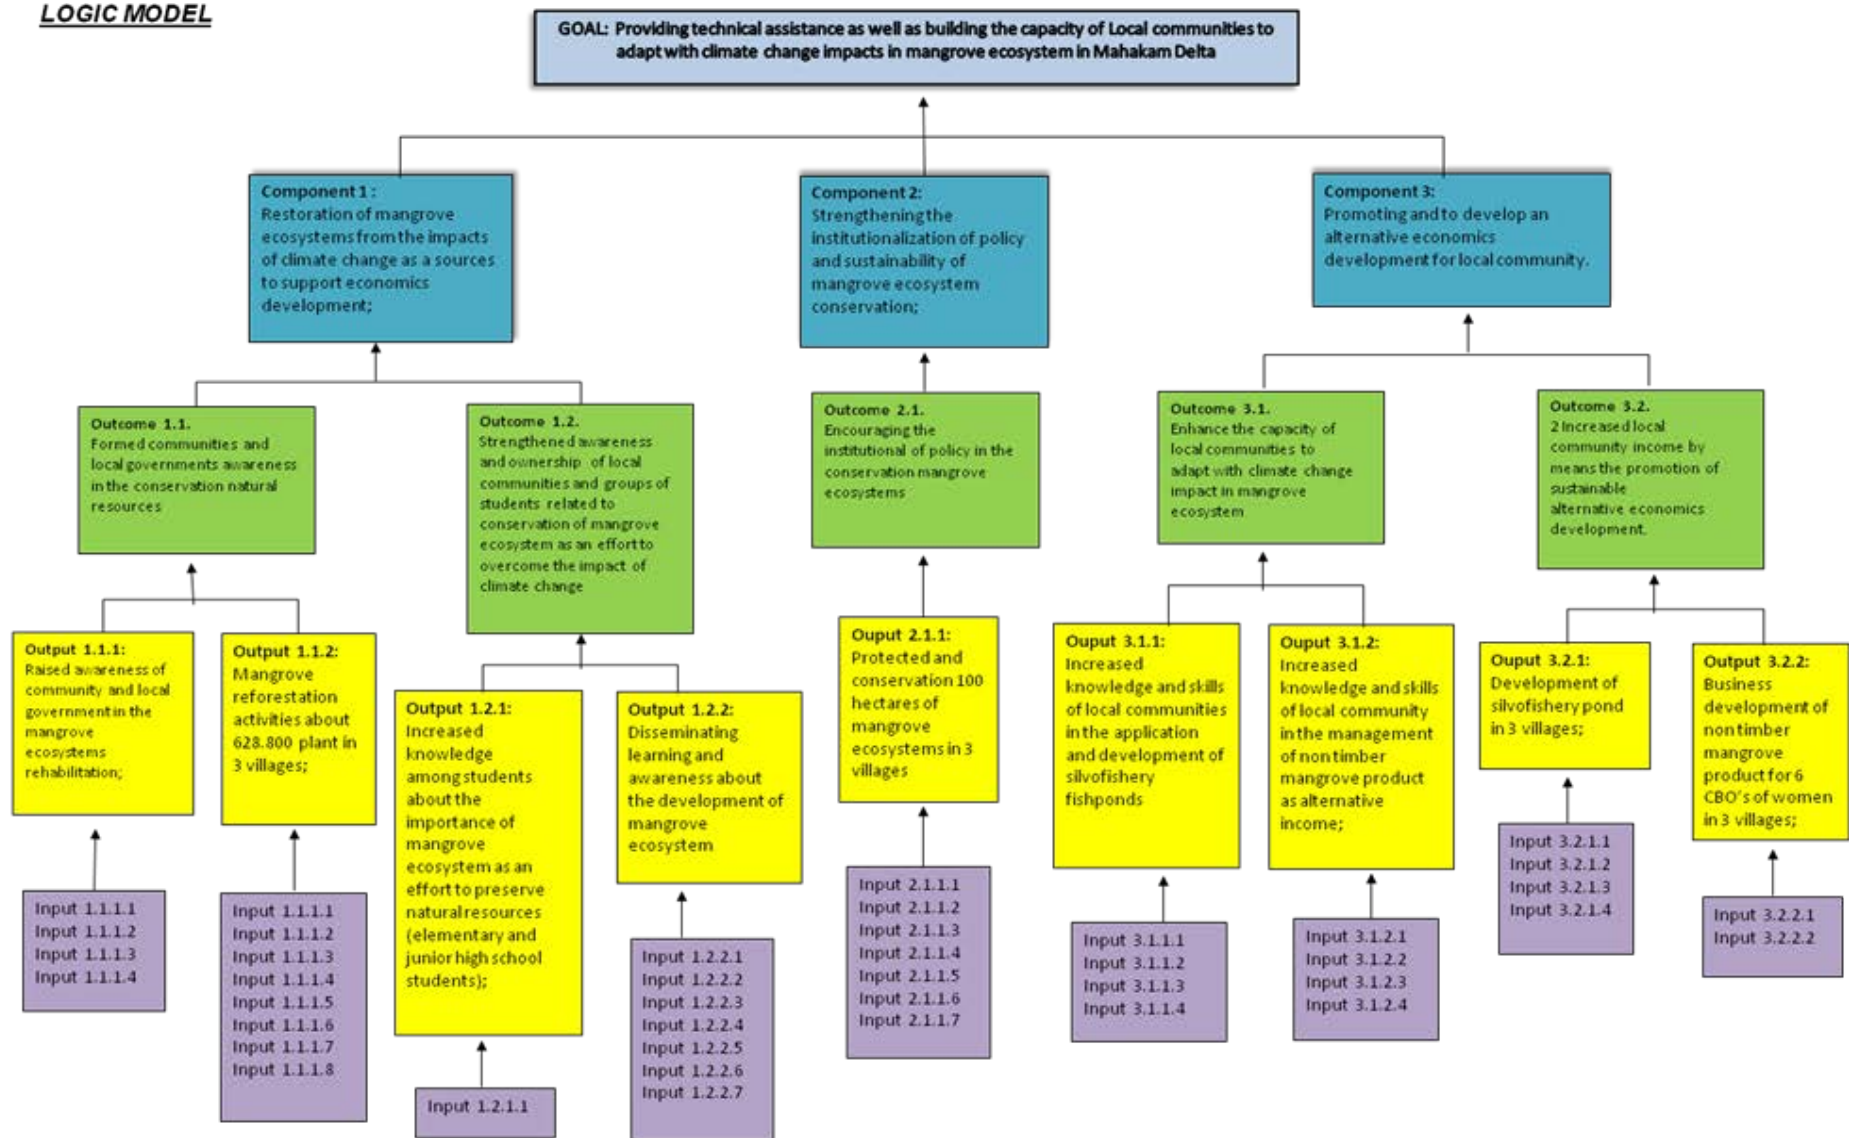 LOGIC MODEL
GOAL: Providing technical assistance as well as building the capacity of Local communities to
adapt with climate change impacts in mangrove ecosystem in Mahakam Delta
Component 1 :
Restoration of mangrove
ecosystems from the impacts
of climate change as a sources
to support economics
development;
Component 2:
Strengthening the
institutionalization of policy
and sustainability of
mangrove ecosystem
conservation;
Component 3:
Promoting and to develop an
alternative economics
development for local community.
Outcome 1.1.
Formed communities and
local governments awareness
in the conservation natural
resources
Outcome 1.2.
Strengthened awareness
and ownership of local
communities and groups of
students related to
conservation of mangrove
ecosystem as an effort to
overcome the impact of
climate change
Outcome 2.1.
Encouraging the
institutional of policy in the
conservation mangrove
ecosystems
Outcome 3.1.
Enhance the capacity of
local communities to
adapt with climate change
impact in mangrove
ecosystem
Outcome 3.2.
2 Increased local
community income by
means the promotion of
sustainable
alternative economics
development.
Output 1.1.1:
Raised awareness of
community and local
government in the
mangrove
ecosystems
rehabilitation;
Output 1.1.2:
Mangrove
reforestation
activities about
628.800 plant in
3 villages;
Output 1.2.1:
Increased
knowledge
among students
about the
importance of
mangrove
ecosystem as an
effort to preserve
natural resources
(elementary and
junior high school
students);
Output 1.2.2:
Disseminating
learning and
awareness about
the development of
mangrove
ecosystem
Ouput 2.1.1:
Protected and
conservation 100
hectares of
mangrove
ecosystems in 3
villages
Ouput 3.1.1:
Increased
knowledge and skills
of local communities
in the application
and development of
silvofishery
fishponds
Ouput 3.1.2:
Increased
knowledge and skills
of local community
in the management
of non timber
mangrove product
as alternative
income;
Ouput 3.2.1:
Development of
silvofishery pond
in 3 villages;
Output 3.2.2:
Business
development of
non timber
mangrove
product for 6
CBO's of women
in 3 villages;
Input 1.1.1.1
Input 1.1.1.2
Input 1.1.1.3
Input 1.1.1.4
Input 1.1.1.1
Input 1.1.1.2
Input 1.1.1.3
Input 1.1.1.4
Input 1.1.1.5
Input 1.1.1.6
Input 1.1.1.7
Input 1.1.1.8
Input 1.2.1.1
Input 1.2.2.1
Input 1.2.2.2
Input 1.2.2.3
Input 1.2.2.4
Input 1.2.2.5
Input 1.2.2.6
Input 1.2.2.7
Input 2.1.1.1
Input 2.1.1.2
Input 2.1.1.3
Input 2.1.1.4
Input 2.1.1.5
Input 2.1.1.6
Input 2.1.1.7
Input 3.1.1.1
Input 3.1.1.2
Input 3.1.1.3
Input 3.1.1.4
Input 3.1.2.1
Input 3.1.2.2
Input 3.1.2.3
Input 3.1.2.4
Input 3.2.1.1
Input 3.2.1.2
Input 3.2.1.3
Input 3.2.1.4
Input 3.2.2.1
Input 3.2.2.2